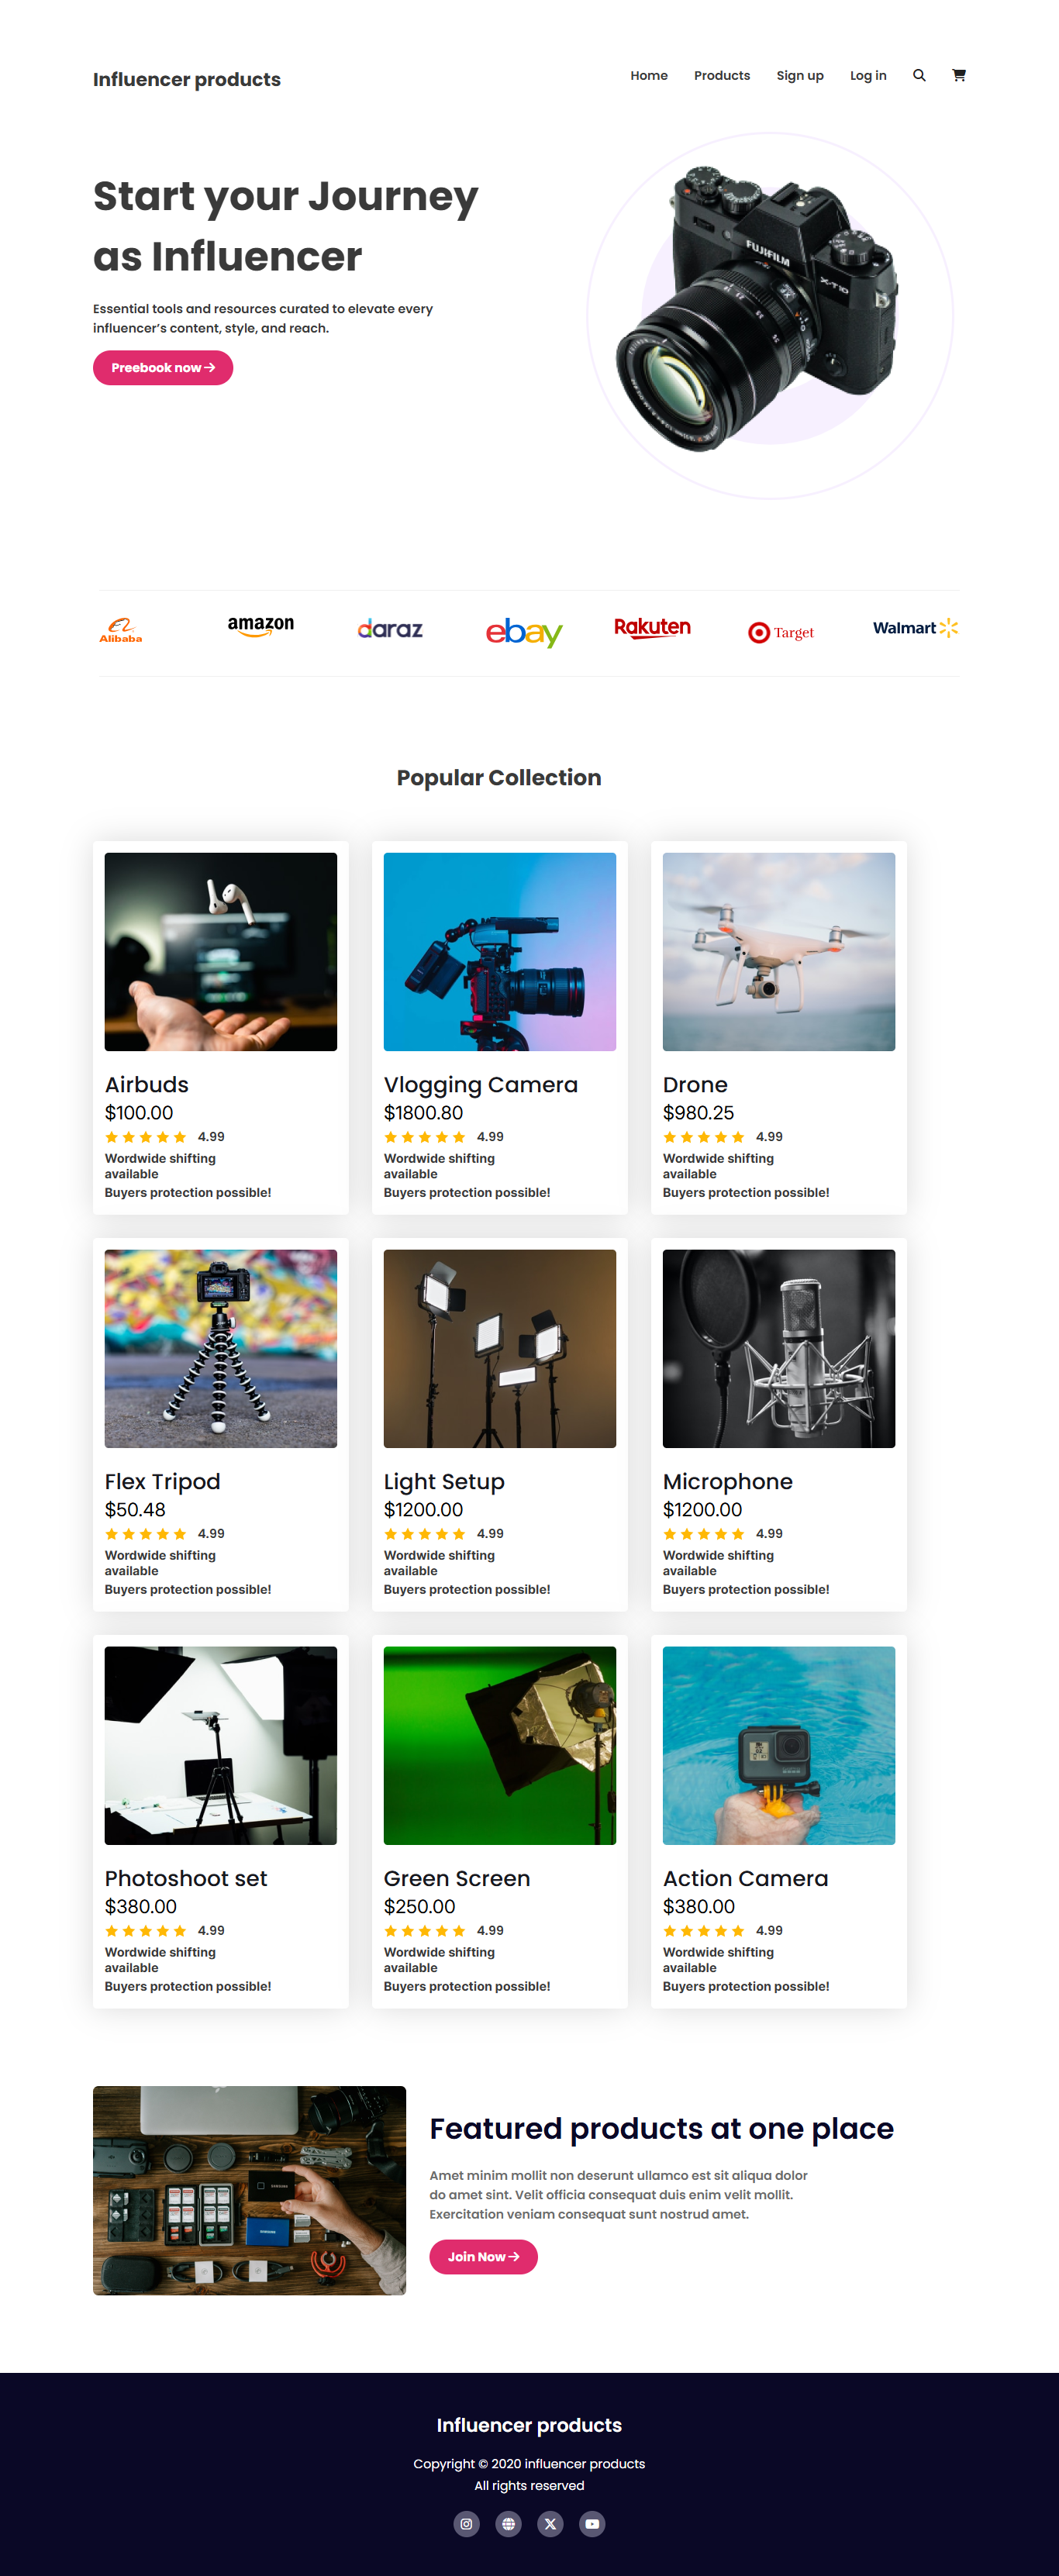 Influencer products
Home Products Sign up Log in
Start your Journey
as Influencer
Essential tools and resources curated to elevate every
influencer’s content, style, and reach.
Preebook now
FUJIFILM
X-T10
Alibaba
amazon
daraz
ebay
Rakuten
Target
Walmart
Popular Collection
Airbuds
$100.00
4.99
Wordwide shifting
available
Buyers protection possible!
Vlogging Camera
$1800.80
4.99
Wordwide shifting
available
Buyers protection possible!
Drone
$980.25
4.99
Wordwide shifting
available
Buyers protection possible!
Flex Tripod
$50.48
4.99
Wordwide shifting
available
Buyers protection possible!
Light Setup
$1200.00
4.99
Wordwide shifting
available
Buyers protection possible!
Microphone
$1200.00
4.99
Wordwide shifting
available
Buyers protection possible!
Photoshoot set
$380.00
4.99
Wordwide shifting
available
Buyers protection possible!
Green Screen
$250.00
4.99
Wordwide shifting
available
Buyers protection possible!
Action Camera
$380.00
4.99
Wordwide shifting
available
Buyers protection possible!
Featured products at one place
Amet minim mollit non deserunt ullamco est sit aliqua dolor
do amet sint. Velit officia consequat duis enim velit mollit.
Exercitation veniam consequat sunt nostrud amet.
Join Now
Influencer products
Copyright © 2020 influencer products
All rights reserved